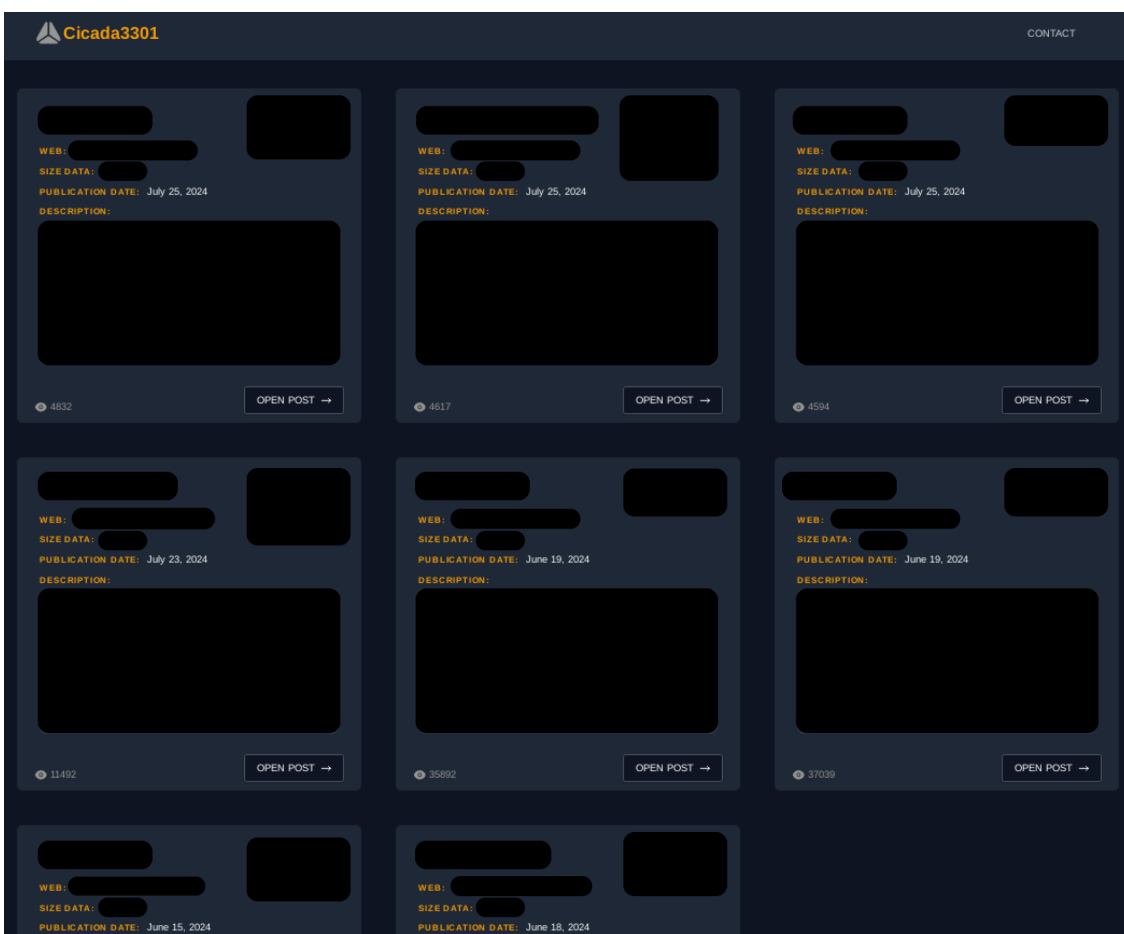 Cicada3301
CONTACT
WEB:
SIZE DATA:
PUBLICATION DATE: July 25, 2024
DESCRIPTION:
4832
OPEN POST →
WEB:
SIZE DATA:
PUBLICATION DATE: July 25, 2024
DESCRIPTION:
4617
OPEN POST →
WEB:
SIZE DATA:
PUBLICATION DATE: July 25, 2024
DESCRIPTION:
4594
OPEN POST →
WEB:
SIZE DATA:
PUBLICATION DATE: July 23, 2024
DESCRIPTION:
11492
OPEN POST →
WEB:
SIZE DATA:
PUBLICATION DATE: June 19, 2024
DESCRIPTION:
35892
OPEN POST →
WEB:
SIZE DATA:
PUBLICATION DATE: June 19, 2024
DESCRIPTION:
37039
OPEN POST →
WEB:
SIZE DATA:
PUBLICATION DATE: June 15, 2024
WEB:
SIZE DATA:
PUBLICATION DATE: June 18, 2024